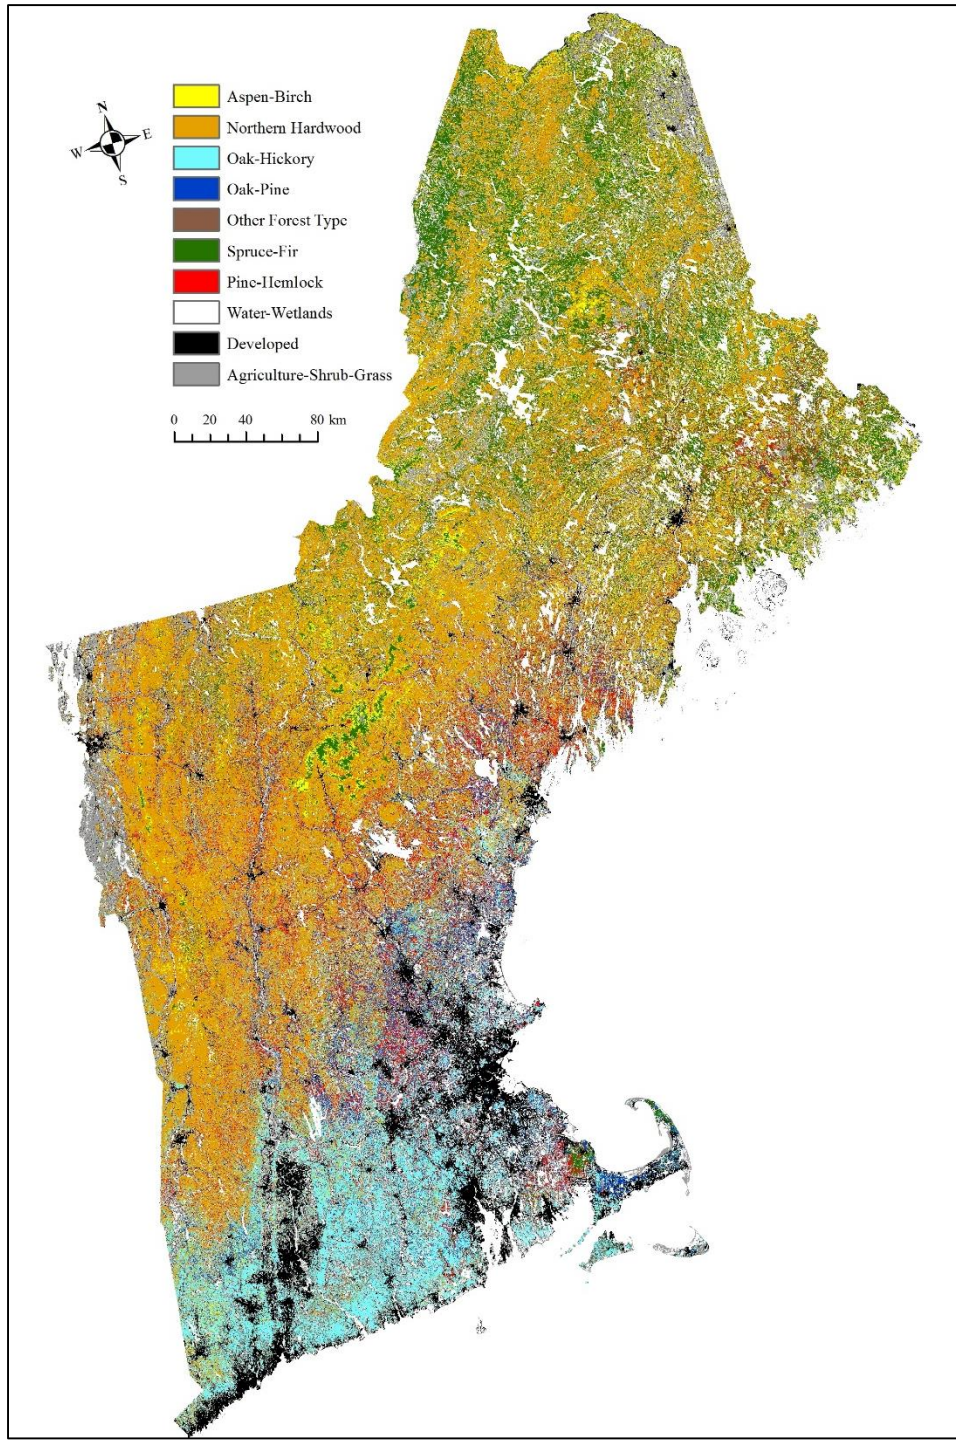 Aspen-Birch
N
Northern Hardwood
E
W
Oak-Hickory
S
Oak-Pine
Other Forest Type
Spruce-Fir
Pine-Hemlock
Water-Wetlands
Developed
Agriculture-Shrub-Grass
0 20 40 80 km